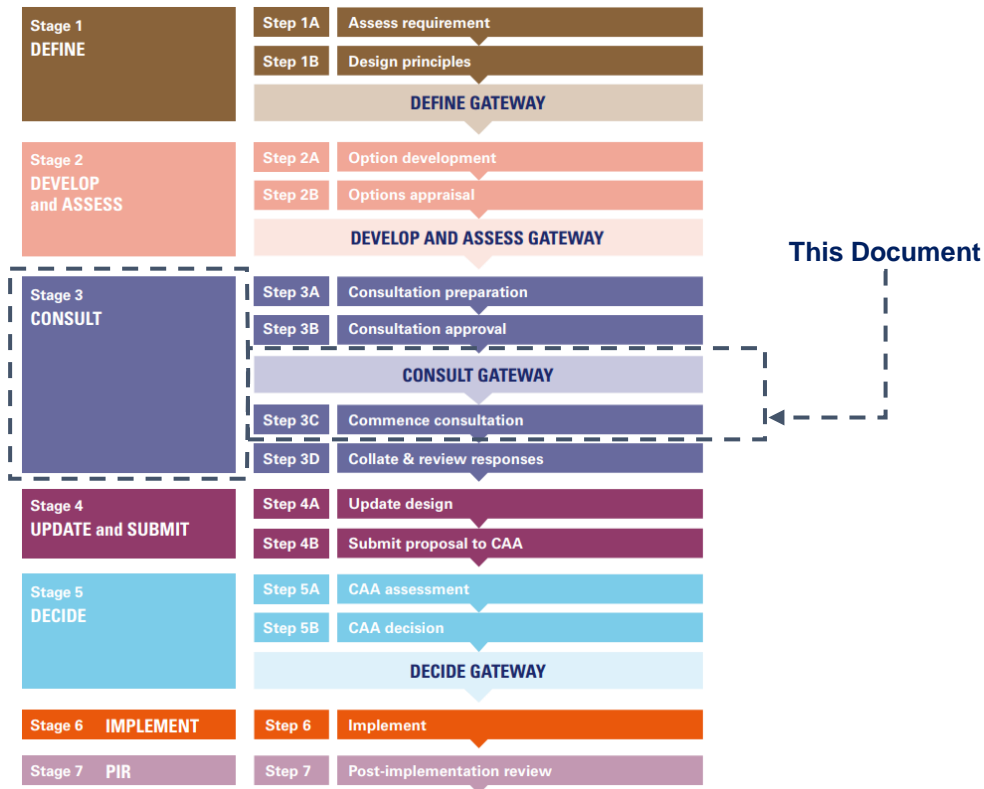 Stage 1
DEFINE
Step 1A Assess requirement
Step 1B Design principles
DEFINE GATEWAY
Stage 2
DEVELOP
and ASSESS
Step 2A Option development
Step 2B Options appraisal
DEVELOP AND ASSESS GATEWAY
This Document
Stage 3
CONSULT
Step 3A Consultation preparation
Step 3B Consultation approval
CONSULT GATEWAY
Step 3C Commence consultation
Step 3D Collate & review responses
Stage 4
UPDATE and SUBMIT
Step 4A Update design
Step 4B Submit proposal to CAA
Stage 5
DECIDE
Step 5A CAA assessment
Step 5B CAA decision
DECIDE GATEWAY
Stage 6 IMPLEMENT
Step 6 Implement
Stage 7 PIR
Step 7 Post-implementation review